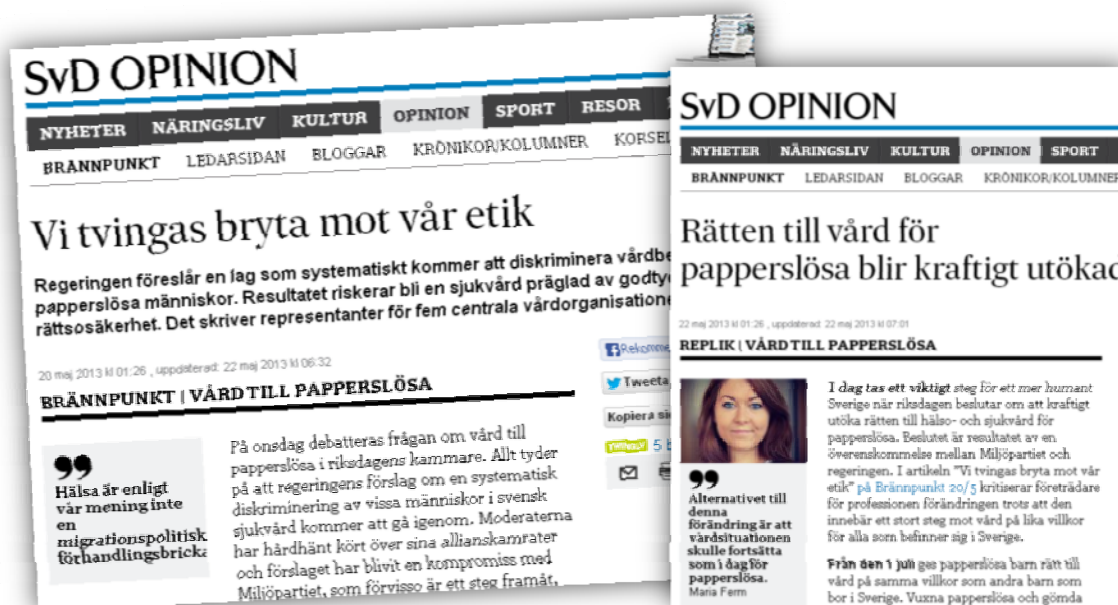 SvD OPINION
NYHETER NÄRINGSLIV KULTUR OPINION SPORT RESOR
BRÄNNPUNKT LEDARSIDAN BLOGGAR KRÖNIKOR/KOLUMNER KORSEL
Vi tvingas bryta mot vår etik
Regeringen föreslår en lag som systematiskt kommer att diskriminera vårdbe
papperslösa människor. Resultatet riskerar bli en sjukvård präglad av godty
rättsosäkerhet. Det skriver representanter för fem centrala vårdorganisatione
20 maj 2013 kl 01:26 , uppdaterad: 22 maj 2013 kl 06:32
BRÄNNPUNKT | VÅRD TILL PAPPERSLÖSA
Rekomme
Tweeta
Kopiera si
5 b
Hälsa är enligt
vår mening inte
en
migrationspolitisk
förhandlingsbricka
På onsdag debatteras frågan om vård till
papperslösa i riksdagens kammare. Allt tyder
på att regeringens förslag om en systematisk
diskriminering av vissa människor i svensk
sjukvård kommer att gå igenom. Moderaterna
har hårdhänt kört över sina allianskamrater
och förslaget har blivit en kompromiss med
Miljöpartiet, som förvisso är ett steg framåt,
SvD OPINION
NYHETER NÄRINGSLIV KULTUR OPINION SPORT
BRÄNNPUNKT LEDARSIDAN BLOGGAR KRÖNIKOR/KOLUMNER
Rätten till vård för
papperslösa blir kraftigt utökad
22 maj 2013 kl 01:26 , uppdaterad: 22 maj 2013 kl 07:01
REPLIK | VÅRD TILL PAPPERSLÖSA
Alternativet till
denna
förändring är att
vårdsituationen
skulle fortsätta
som i dag för
papperslösa.
Maria Ferm
I dag tas ett viktigt steg för ett mer humant
Sverige när riksdagen beslutar om att kraftigt
utöka rätten till hälso- och sjukvård för
papperslösa. Beslutet är resultatet av en
överenskommelse mellan Miljöpartiet och
regeringen. I artikeln "Vi tvingas bryta mot vår
etik" på Brännpunkt 20/5 kritiserar företrädare
för professionen förändringen trots att den
innebär ett stort steg mot vård på lika villkor
för alla som befinner sig i Sverige.
Från den 1 juli ges papperslösa barn rätt till
vård på samma villkor som andra barn som
bor i Sverige. Vuxna papperslösa och gömda